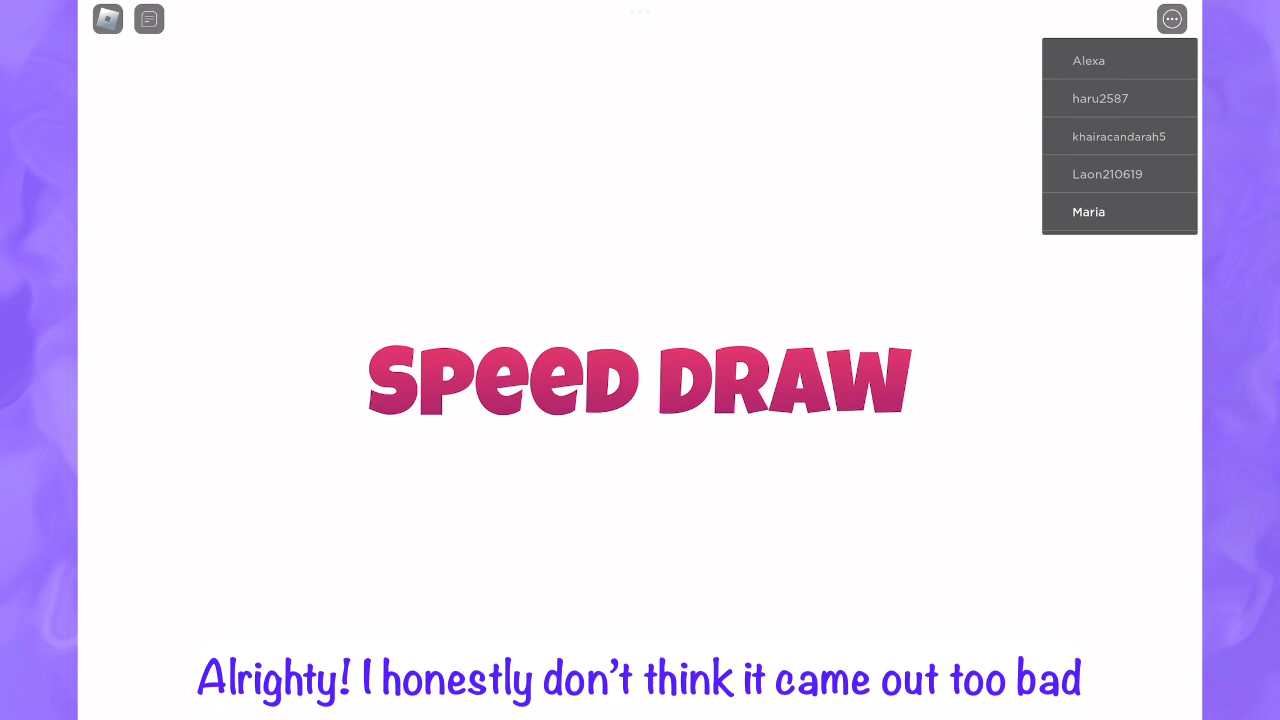 Alexa
haru2587
khairacandarah5
Laon210619
Maria
SPEED DRAW
Alrighty! I honestly don't think it came out too bad